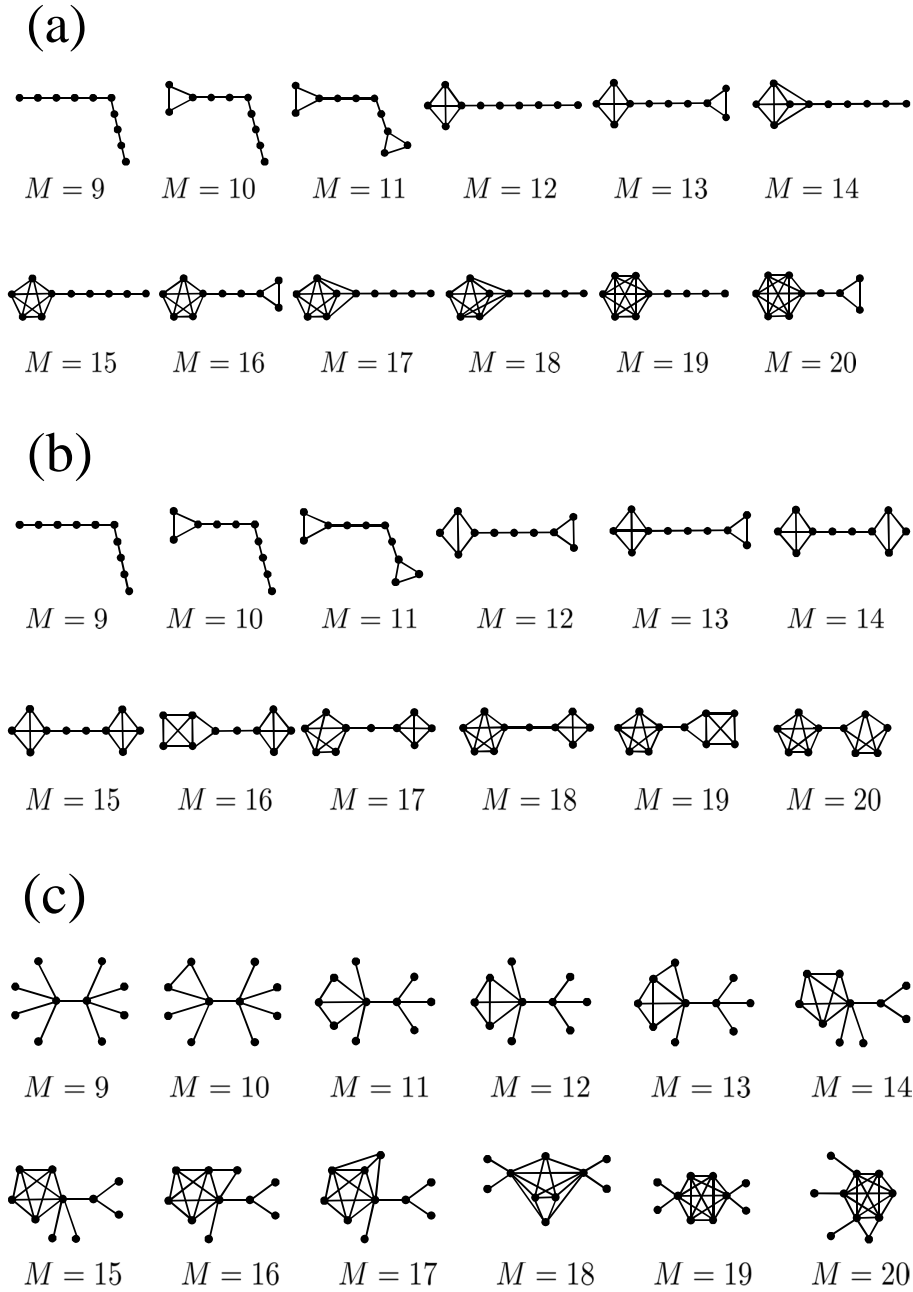 (a)
M = 9 M = 10 M = 11 M = 12 M = 13 M = 14
M = 15 M = 16 M = 17 M = 18 M = 19 M = 20
(b)
M = 9 M = 10 M = 11 M = 12 M = 13 M = 14
M = 15 M = 16 M = 17 M = 18 M = 19 M = 20
(c)
M = 9 M = 10 M = 11 M = 12 M = 13 M = 14
M = 15 M = 16 M = 17 M = 18 M = 19 M = 20